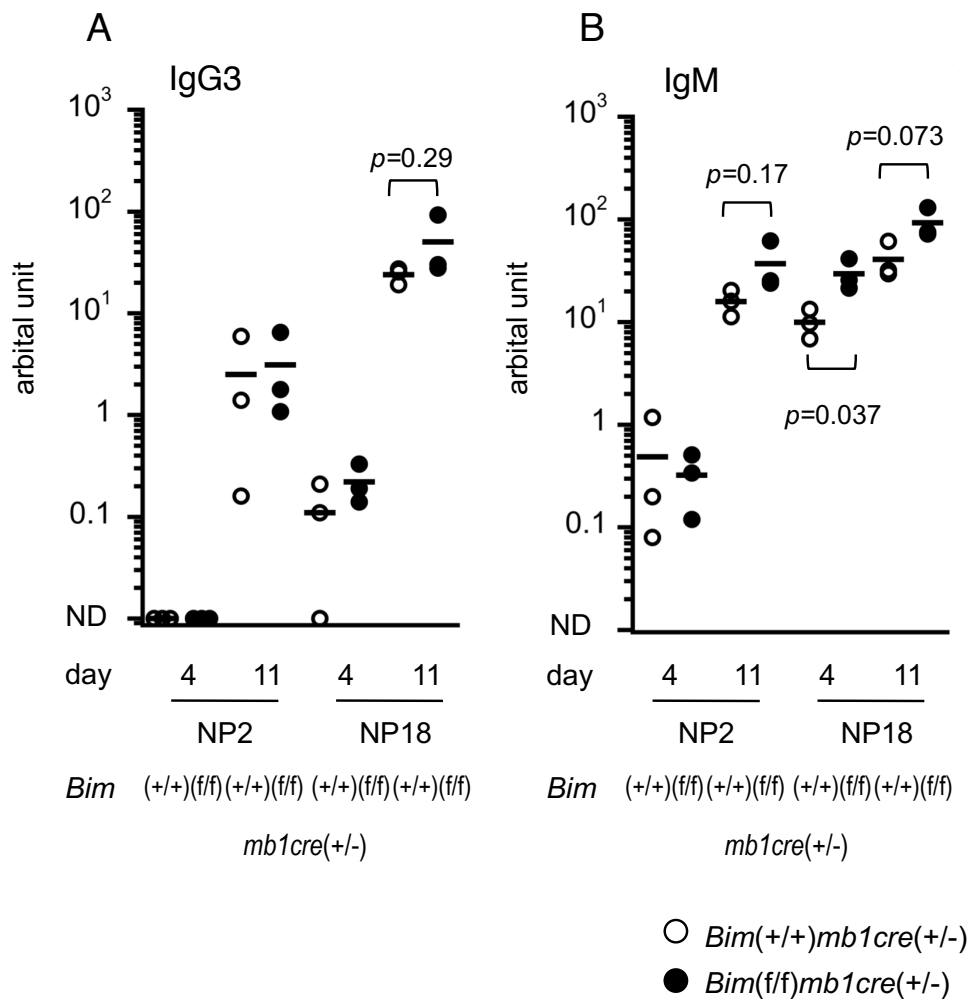 A
IgG3
10³
10²
10¹
1
0.1
ND
arbital unit
p=0.29
day 4 11 4 11
NP2 NP18
Bim (+/+)(f/f)(+/+)(f/f) (+/+)(f/f)(+/+)(f/f)
mb1cre(+/-)
B
IgM
10³
10²
10¹
1
0.1
ND
arbital unit
p=0.17
p=0.073
p=0.037
day 4 11 4 11
NP2 NP18
Bim (+/+)(f/f)(+/+)(f/f) (+/+)(f/f)(+/+)(f/f)
mb1cre(+/-)
Bim(+/+)mb1cre(+/-)
Bim(f/f)mb1cre(+/-)